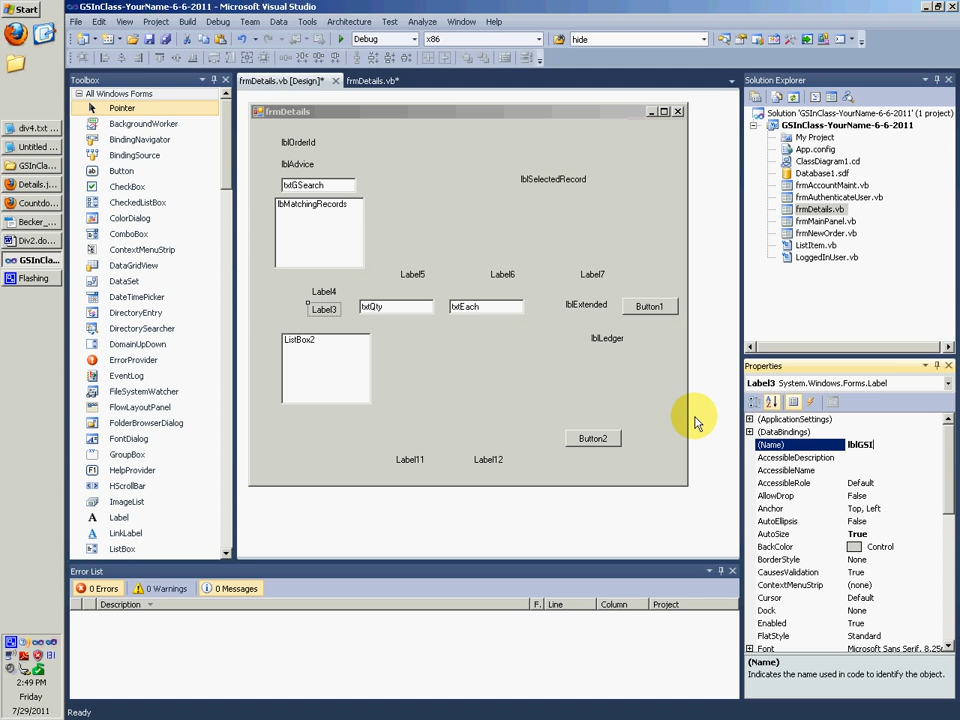 Start
GSInClass-YourName-6-6-2011 - Microsoft Visual Studio
File Edit View Project Build Debug Team Data Tools Architecture Test Analyze Window Help
Debug
x86
hide
Toolbox
All Windows Forms
Pointer
BackgroundWorker
BindingNavigator
BindingSource
Button
CheckBox
CheckedListBox
ColorDialog
ComboBox
ContextMenuStrip
DataGridView
DataSet
DateTimePicker
DirectoryEntry
DirectorySearcher
DomainUpDown
ErrorProvider
EventLog
FileSystemWatcher
FlowLayoutPanel
FolderBrowserDialog
FontDialog
GroupBox
HelpProvider
HScrollBar
ImageList
Label
LinkLabel
ListBox
div4.txt ...
Untitled ...
GSInCla...
Details.j...
Countdo...
Becker_...
Div2.do...
GSInCla...
Flashing
2:49 PM
Friday
7/29/2011
frmDetails.vb [Design]*
frmDetails.vb*
frmDetails
lblOrderId
lblAdvice
txtGSearch
lbMatchingRecords
lblSelectedRecord
Label5
Label6
Label7
Label4
Label3
txtQty
txtEach
lblExtended
Button1
ListBox2
lblLedger
Button2
Label11
Label12
Solution Explorer
Solution 'GSInClass-YourName-6-6-2011' (1 project)
GSInClass-YourName-6-6-2011
My Project
App.config
ClassDiagram1.cd
Database1.sdf
frmAccountMaint.vb
frmAuthenticateUser.vb
frmDetails.vb
frmMainPanel.vb
frmNewOrder.vb
ListItem.vb
LoggedInUser.vb
Properties
Label3 System.Windows.Forms.Label
(ApplicationSettings)
(DataBindings)
(Name) lblGSI
AccessibleDescription
AccessibleName
AccessibleRole Default
AllowDrop False
Anchor Top, Left
AutoEllipsis False
AutoSize True
BackColor Control
BorderStyle None
CausesValidation True
ContextMenuStrip (none)
Cursor Default
Dock None
Enabled True
FlatStyle Standard
Font Microsoft Sans Serif, 8.25
(Name)
Indicates the name used in code to identify the object.
Error List
0 Errors
0 Warnings
0 Messages
Description
F.
Line
Column
Project
Ready